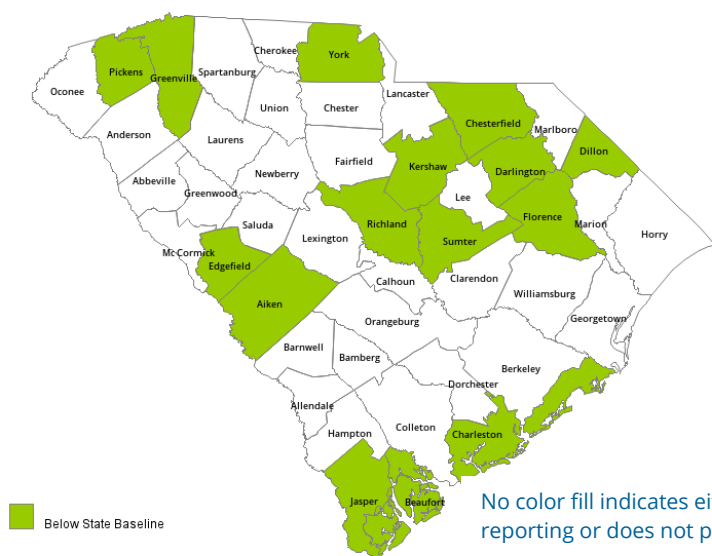 Cherokee
York
Pickens
Greenville
Spartanburg
Oconee
Union
Chester
Lancaster
Anderson
Laurens
Chesterfield
Marlboro
Dillon
Fairfield
Kershaw
Darlington
Abbeville
Greenwood
Newberry
Lee
Saluda
Richland
Florence
Marion
Horry
Mc Cormick
Edgefield
Lexington
Sumter
Calhoun
Clarendon
Williamsburg
Aiken
Orangeburg
Georgetown
Barnwell
Bamberg
Berkeley
Allendale
Dorchester
Hampton
Colleton
Charleston
Jasper
Beaufort
Below State Baseline
No color fill indicates ei
reporting or does not p